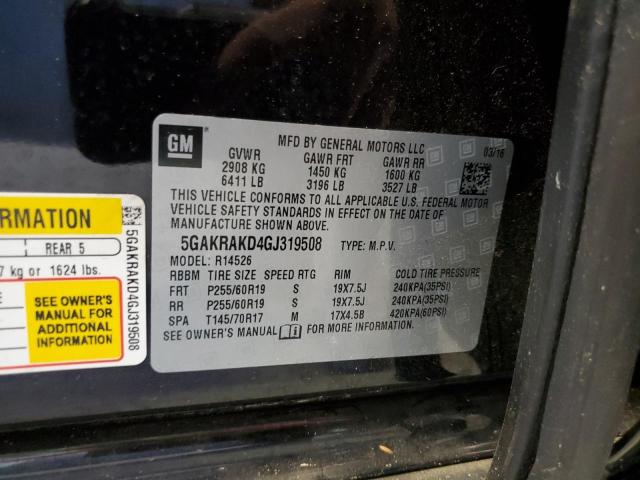 GM
MFD BY GENERAL MOTORS LLC
03/16
GVWR GAWR FRT GAWR RR
2908 KG 1450 KG 1600 KG
6411 LB 3196 LB 3527 LB
THIS VEHICLE CONFORMS TO ALL APPLICABLE U.S. FEDERAL MOTOR
VEHICLE SAFETY STANDARDS IN EFFECT ON THE DATE OF
MANUFACTURE SHOWN ABOVE.
5GAKRAKD4GJ319508 TYPE: M.P.V.
MODEL: R14526
RBBM TIRE SIZE SPEED RTG RIM COLD TIRE PRESSURE
FRT P255/60R19 S 19X7.5J 240KPA(35PSI)
RR P255/60R19 S 19X7.5J 240KPA(35PSI)
SPA T145/70R17 M 17X4.5B 420KPA(60PSI)
SEE OWNER'S MANUAL FOR MORE INFORMATION.
ORMATION
REAR 5
7 kg or 1624 lbs.
SEE OWNER'S
MANUAL FOR
ADDITIONAL
INFORMATION
5GAKRAKD4GJ319508